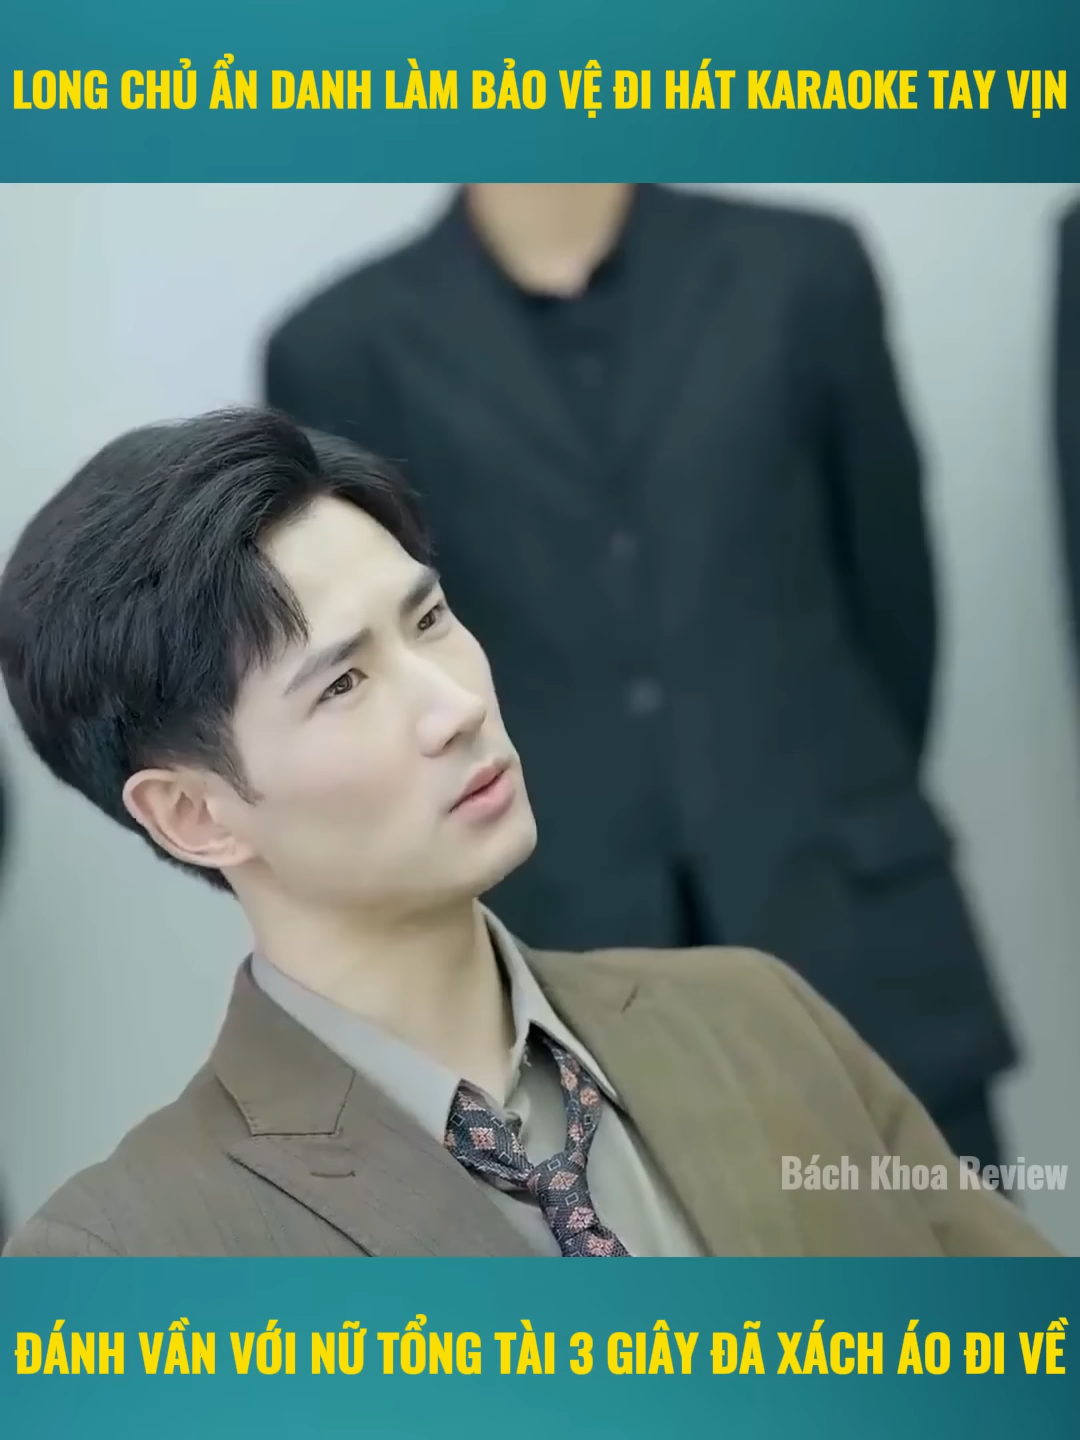 LONG CHỦ ẨN DANH LÀM BẢO VỆ ĐI HÁT KARAOKE TAY VỊN
Bách Khoa Review
ĐÁNH VẦN VỚI NỮ TỔNG TÀI 3 GIÂY ĐÃ XÁCH ÁO ĐI VỀ